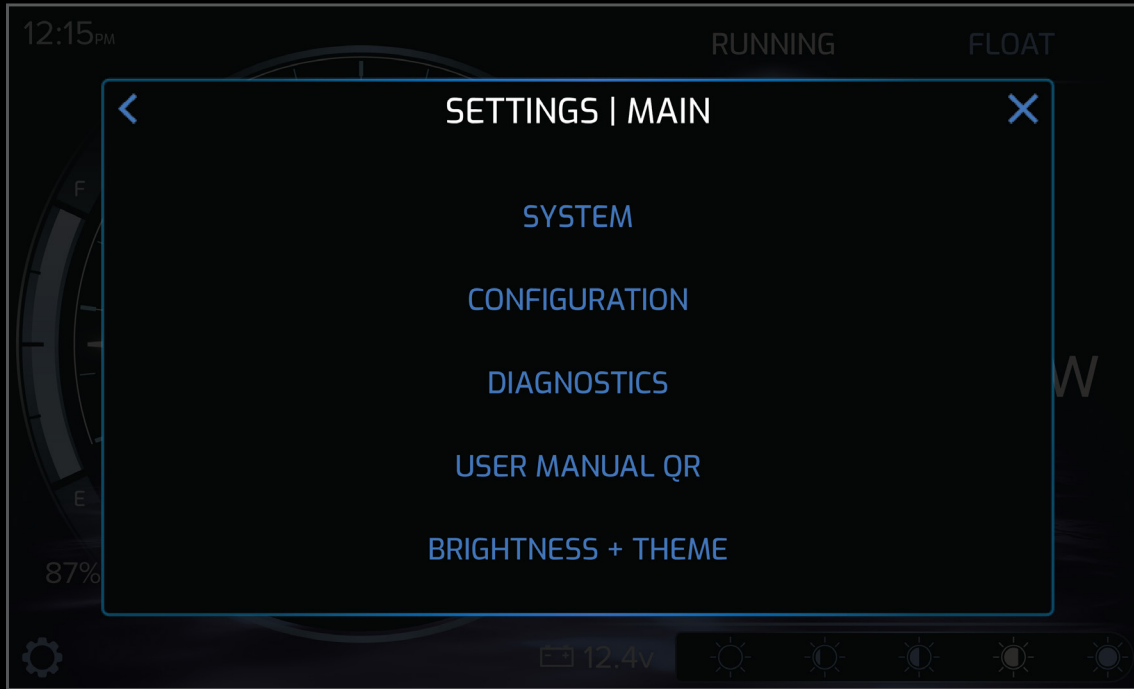 12:15PM
RUNNING
FLOAT
SETTINGS | MAIN
SYSTEM
CONFIGURATION
DIAGNOSTICS
USER MANUAL QR
BRIGHTNESS + THEME
F
E
W
87%
12.4v